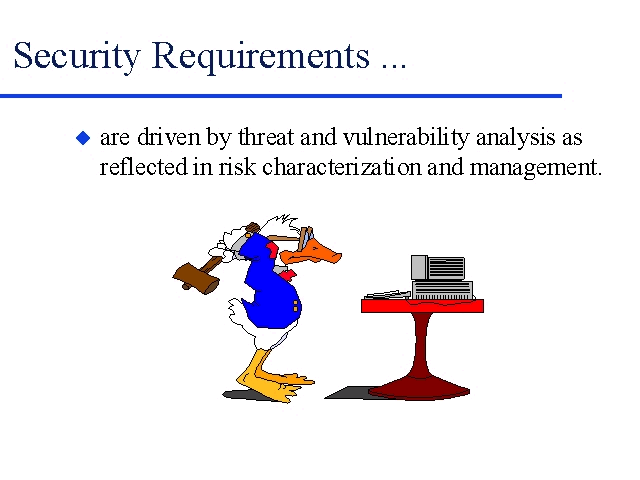 Security Requirements ...
are driven by threat and vulnerability analysis as
reflected in risk characterization and management.